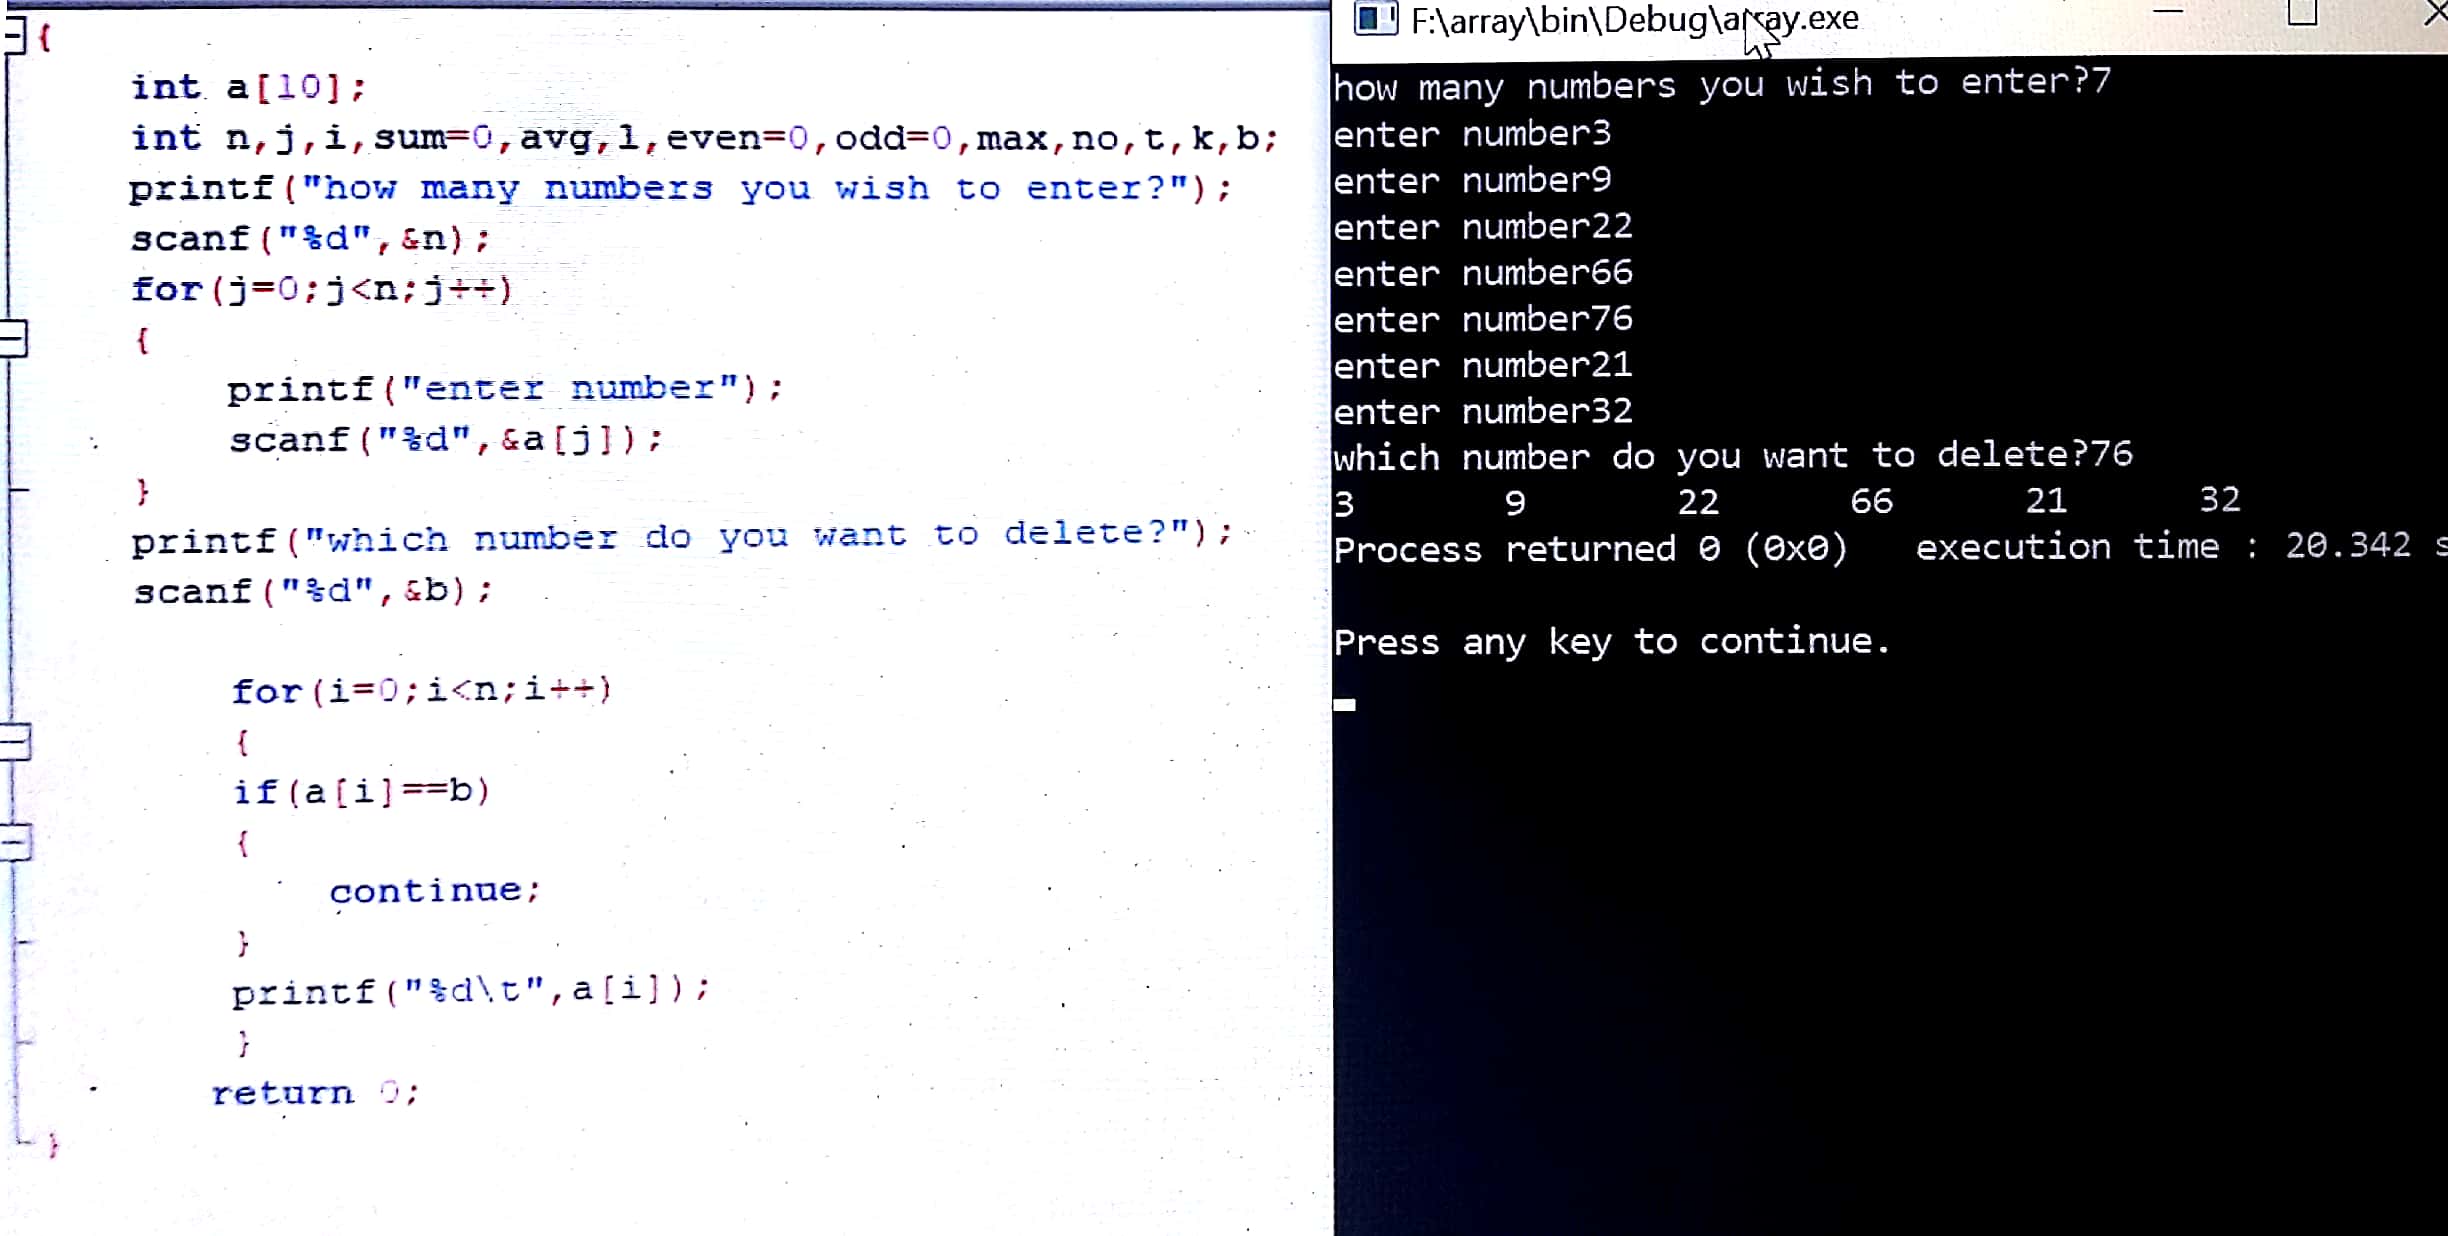 {
int a[10];
int n,j,i,sum=0,avg,l,even=0,odd=0,max,no,t,k,b;
printf("how many numbers you wish to enter?");
scanf("%d",&n);
for(j=0;j<n;j++)
{
printf("enter number");
scanf("%d",&a[j]);
}
printf("which number do you want to delete?");
scanf("%d",&b);
for(i=0;i<n;i++)
{
if(a[i]==b)
{
continue;
}
printf("%d\t",a[i]);
}
return 0;
}
F:\array\bin\Debug\array.exe
how many numbers you wish to enter?7
enter number3
enter number9
enter number22
enter number66
enter number76
enter number21
enter number32
which number do you want to delete?76
3 9 22 66 21 32
Process returned 0 (0x0) execution time : 20.342 s
Press any key to continue.